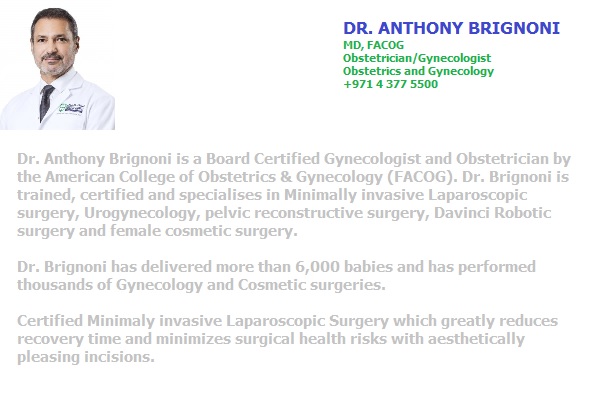 DR. ANTHONY BRIGNONI
MD, FACOG
Obstetrician/Gynecologist
Obstetrics and Gynecology
+971 4 377 5500
Dr. Anthony Brignoni is a Board Certified Gynecologist and Obstetrician by
the American College of Obstetrics & Gynecology (FACOG). Dr. Brignoni is
trained, certified and specialises in Minimally invasive Laparoscopic
surgery, Urogynecology, pelvic reconstructive surgery, Davinci Robotic
surgery and female cosmetic surgery.
Dr. Brignoni has delivered more than 6,000 babies and has performed
thousands of Gynecology and Cosmetic surgeries.
Certified Minimaly invasive Laparoscopic Surgery which greatly reduces
recovery time and minimizes surgical health risks with aesthetically
pleasing incisions.